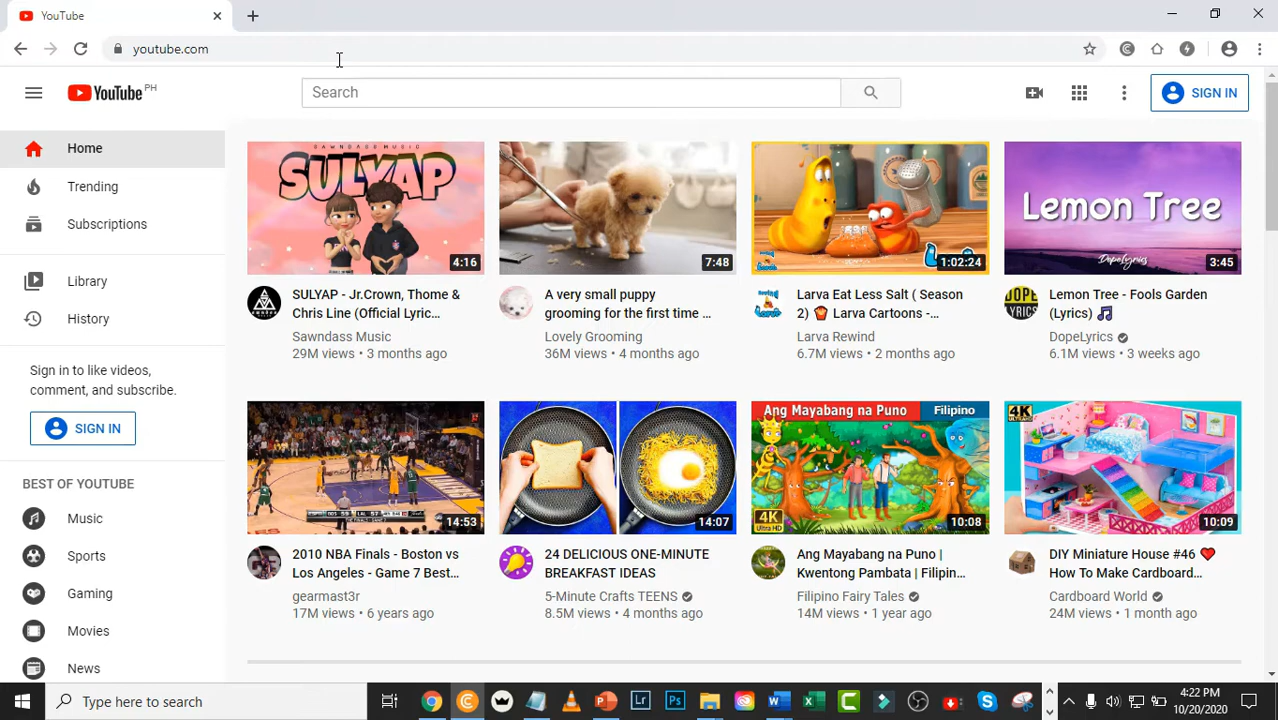 YouTube
youtube.com
YouTube PH
Search
SIGN IN
Home
Trending
Subscriptions
Library
History
Sign in to like videos,
comment, and subscribe.
SIGN IN
BEST OF YOUTUBE
Music
Sports
Gaming
Movies
News
SAWNDASS MUSIC
SULYAP
4:16
SULYAP - Jr.Crown, Thome &
Chris Line (Official Lyric...
Sawndass Music
29M views • 3 months ago
7:48
A very small puppy
grooming for the first time ...
Lovely Grooming
36M views • 4 months ago
1:02:24
Larva Eat Less Salt ( Season
2) 🍟 Larva Cartoons -...
Larva Rewind
6.7M views • 2 months ago
Lemon Tree
DopeLyrics
3:45
DOPE
LYRICS
Lemon Tree - Fools Garden
(Lyrics) 🎵
DopeLyrics
6.1M views • 3 weeks ago
14:53
2010 NBA Finals - Boston vs
Los Angeles - Game 7 Best...
gearmast3r
17M views • 6 years ago
14:07
24 DELICIOUS ONE-MINUTE
BREAKFAST IDEAS
5-Minute Crafts TEENS
8.5M views • 4 months ago
Ang Mayabang na Puno
Filipino
4K
Ultra HD
10:08
Ang Mayabang na Puno |
Kwentong Pambata | Filipin...
Filipino Fairy Tales
14M views • 1 year ago
4K
10:09
DIY Miniature House #46 ❤️
How To Make Cardboard...
Cardboard World
24M views • 1 month ago
Type here to search
4:22 PM
10/20/2020